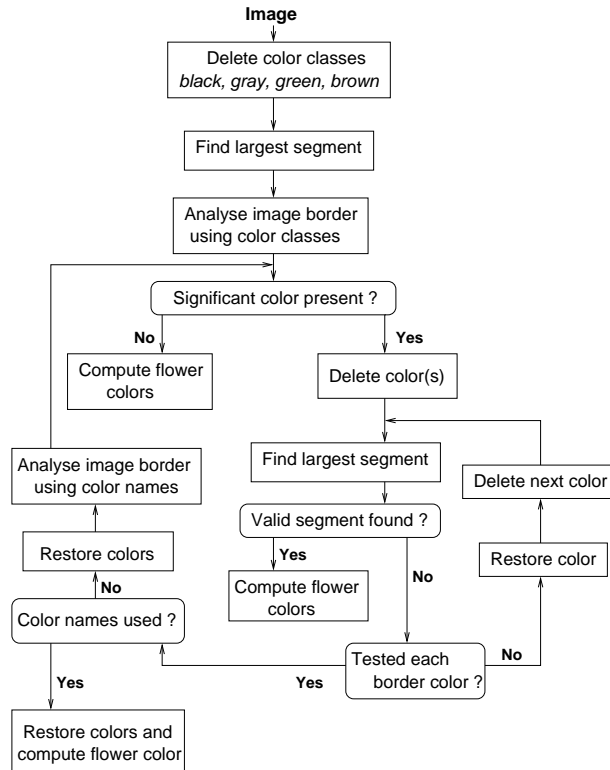 Image
Delete color classes
black, gray, green, brown
Find largest segment
Analyse image border
using color classes
Significant color present ?
No
Yes
Compute flower
colors
Delete color(s)
Analyse image border
using color names
Find largest segment
Delete next color
Valid segment found ?
Restore colors
Yes
No
Restore color
Compute flower
colors
No
Color names used ?
Tested each
border color ?
Yes
No
Yes
Restore colors and
compute flower color